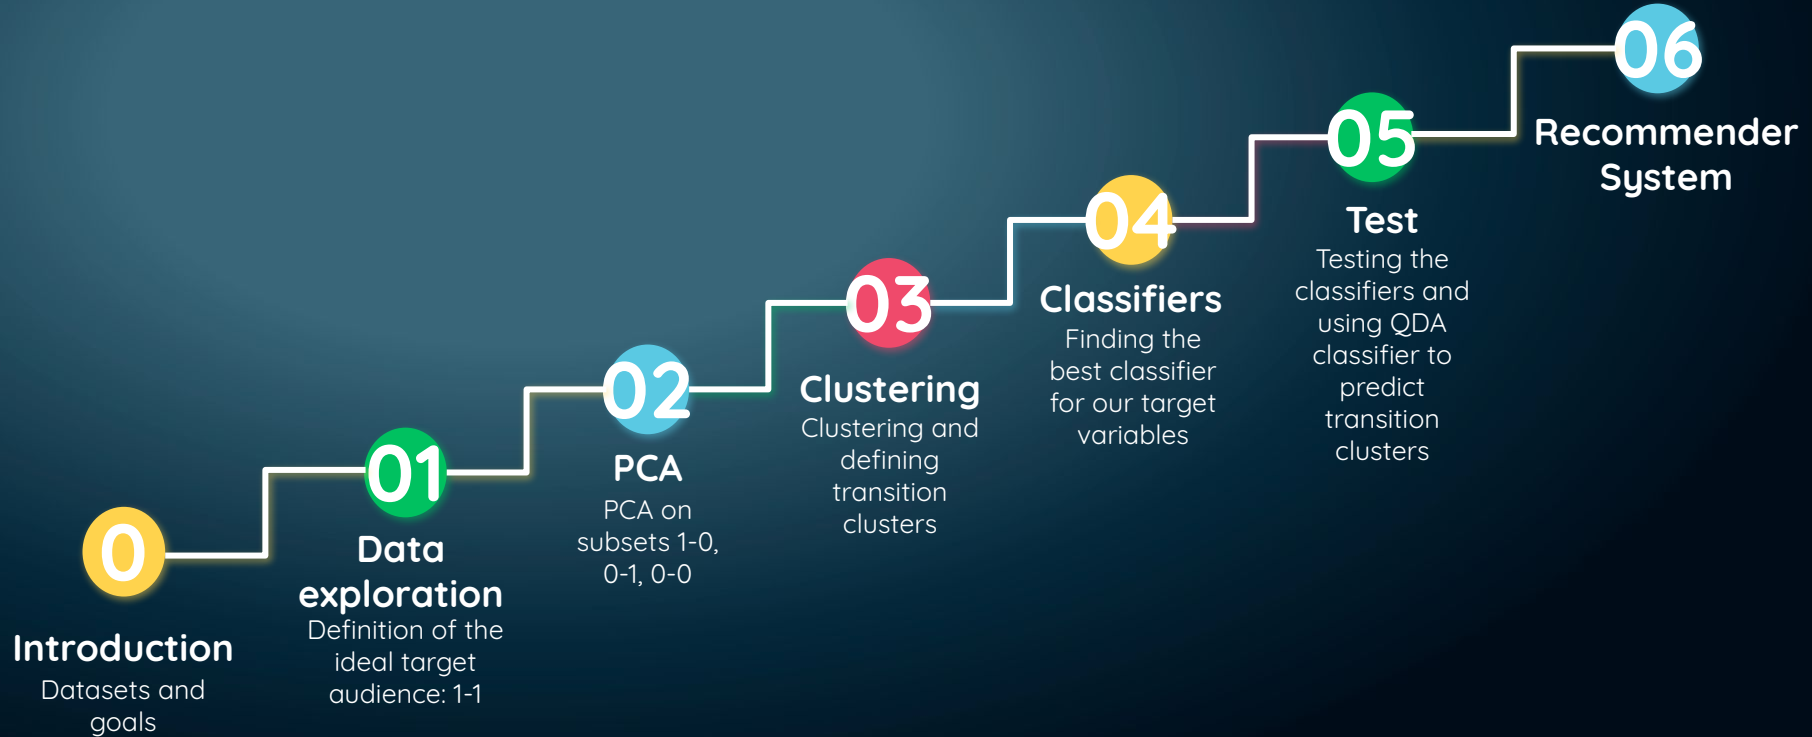 0
Introduction
Datasets and
goals
01
Data
exploration
Definition of the
ideal target
audience: 1-1
02
PCA
PCA on
subsets 1-0,
0-1, 0-0
03
Clustering
Clustering and
defining
transition
clusters
04
Classifiers
Finding the
best classifier
for our target
variables
05
Test
Testing the
classifiers and
using QDA
classifier to
predict
transition
clusters
06
Recommender
System